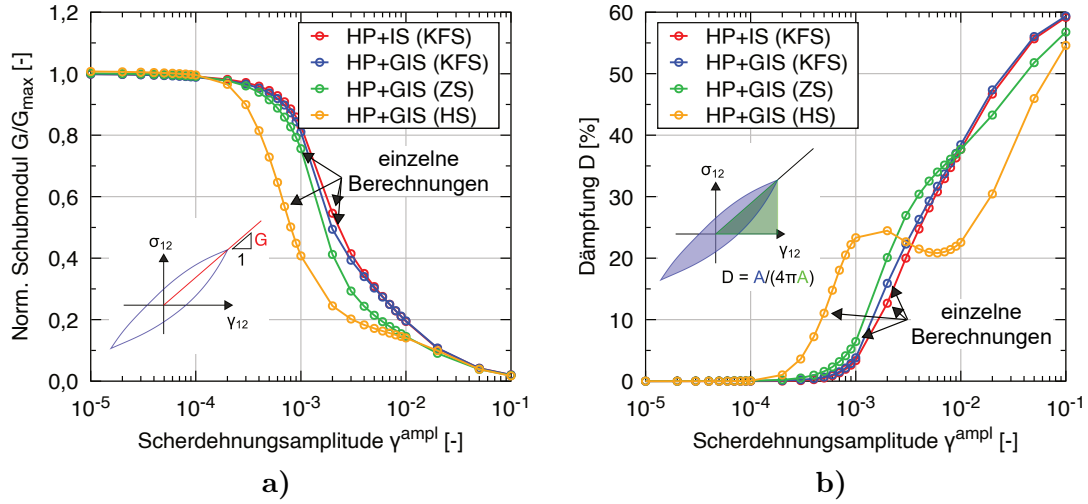 Norm. Schubmodul G/Gmax [-]
1,2
1,0
0,8
0,6
0,4
0,2
0,0
HP+IS (KFS)
HP+GIS (KFS)
HP+GIS (ZS)
HP+GIS (HS)
einzelne
Berechnungen
σ12
G
1
γ12
10-5 10-4 10-3 10-2 10-1
Scherdehnungsamplitude γampl [-]
a)
Dämpfung D [%]
60
50
40
30
20
10
0
HP+IS (KFS)
HP+GIS (KFS)
HP+GIS (ZS)
HP+GIS (HS)
σ12
γ12
D = A/(4πA)
einzelne
Berechnungen
10-5 10-4 10-3 10-2 10-1
Scherdehnungsamplitude γampl [-]
b)